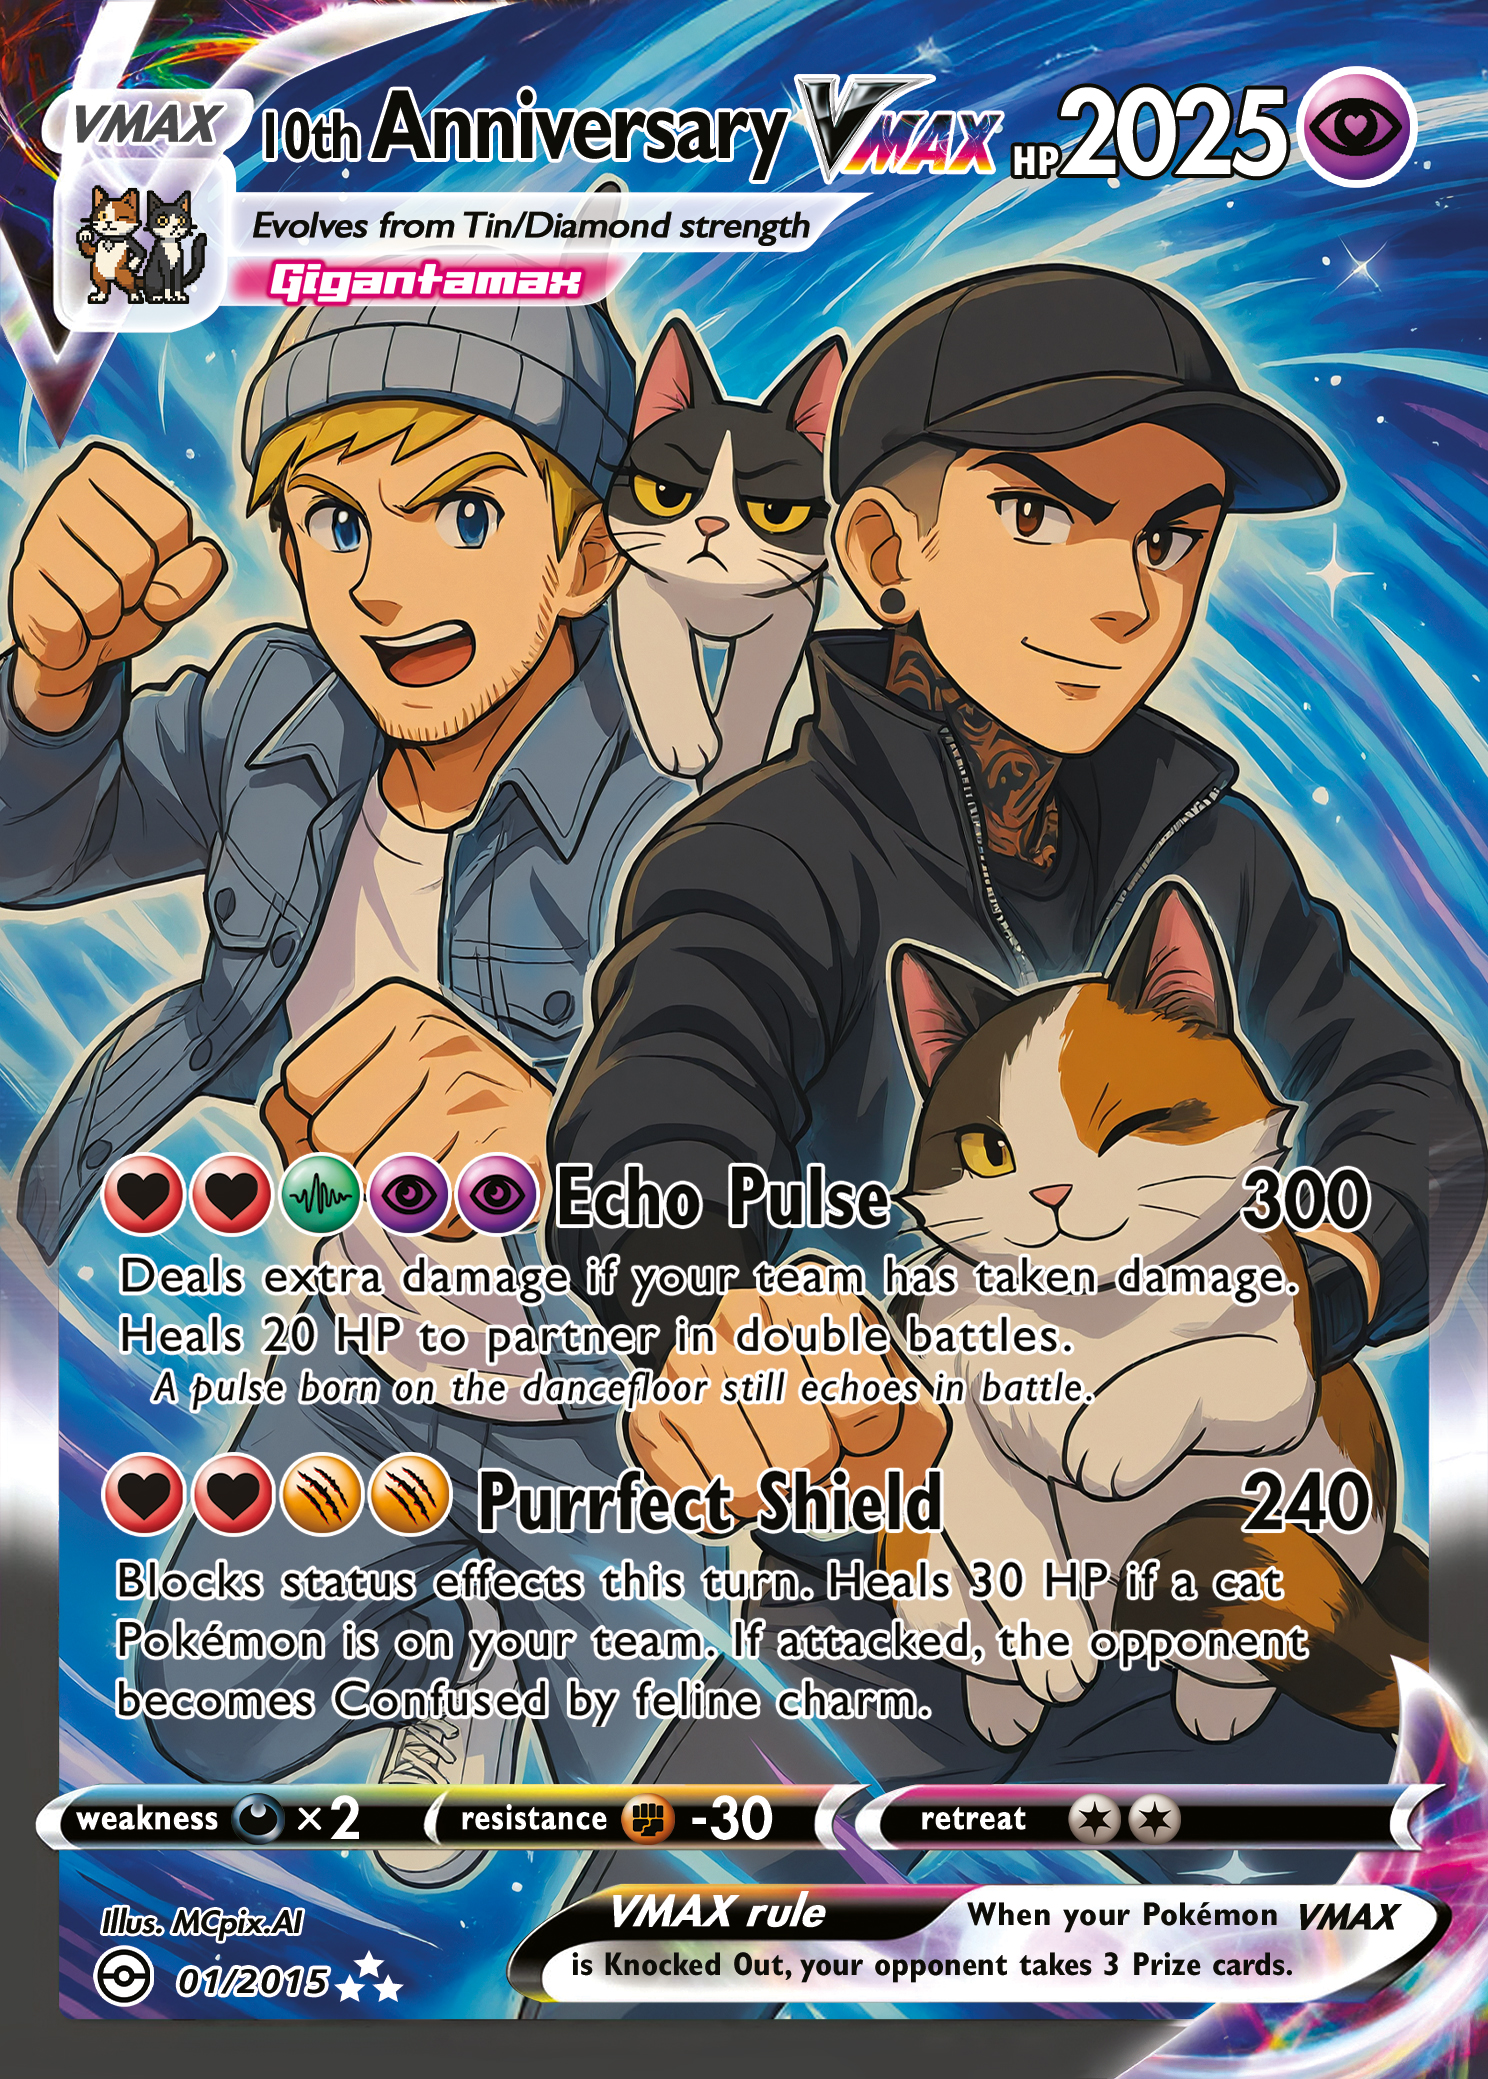 VMAX
10th Anniversary VMAX HP 2025
Evolves from Tin/Diamond strength
Gigantamax
Echo Pulse 300
Deals extra damage if your team has taken damage.
Heals 20 HP to partner in double battles.
A pulse born on the dancefloor still echoes in battle.
Purrfect Shield 240
Blocks status effects this turn. Heals 30 HP if a cat
Pokémon is on your team. If attacked, the opponent
becomes Confused by feline charm.
weakness ×2 resistance -30 retreat
Illus. MCpix.AI
01/2015
VMAX rule When your Pokémon VMAX
is Knocked Out, your opponent takes 3 Prize cards.